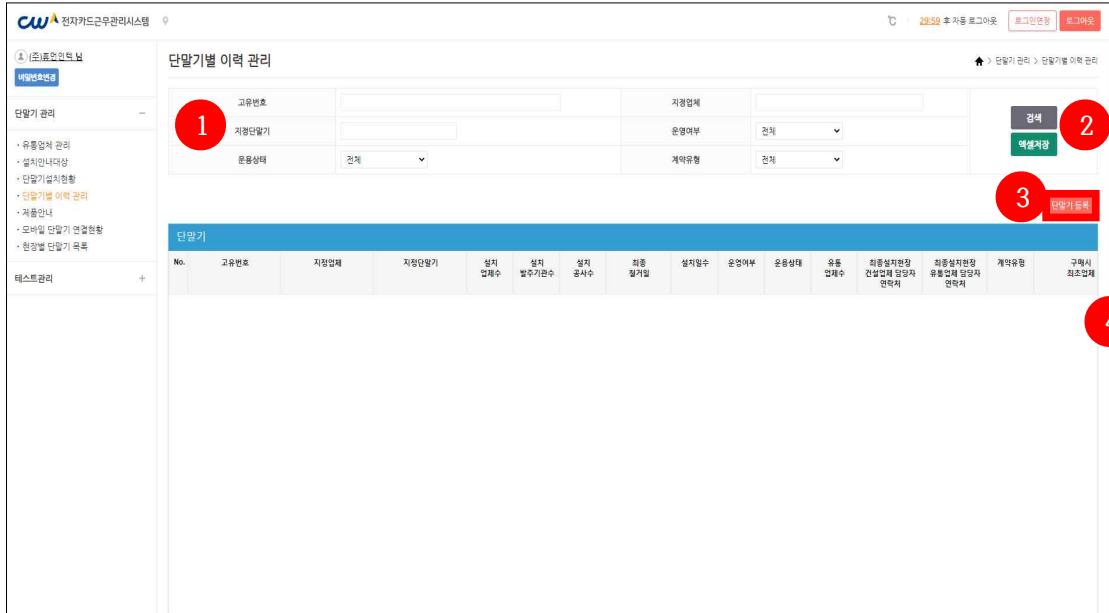 CWA 전자카드근무관리시스템
℃ 29:59 후 자동 로그아웃 로그인연장 로그아웃
(주)휴먼인텍 님
비밀번호변경
단말기 관리 −
· 유통업체 관리
· 설치안내대상
· 단말기설치현황
· 단말기별 이력 관리
· 제품안내
· 모바일 단말기 연결현황
· 현장별 단말기 목록
테스트관리 +
단말기별 이력 관리
> 단말기 관리 > 단말기별 이력 관리
고유번호 지정업체
1 지정단말기 운영여부 전체
운용상태 전체 계약유형 전체
검색 2
엑셀저장
3 단말기 등록
단말기
No. 고유번호 지정업체 지정단말기 설치 업체수 설치 발주기관수 설치 공사수 최종 철거일 설치일수 운영여부 운용상태 유통 업체수 최종설치현장 건설업체 담당자 연락처 최종설치현장 유통업체 담당자 연락처 계약유형 구매시 최초업체
4